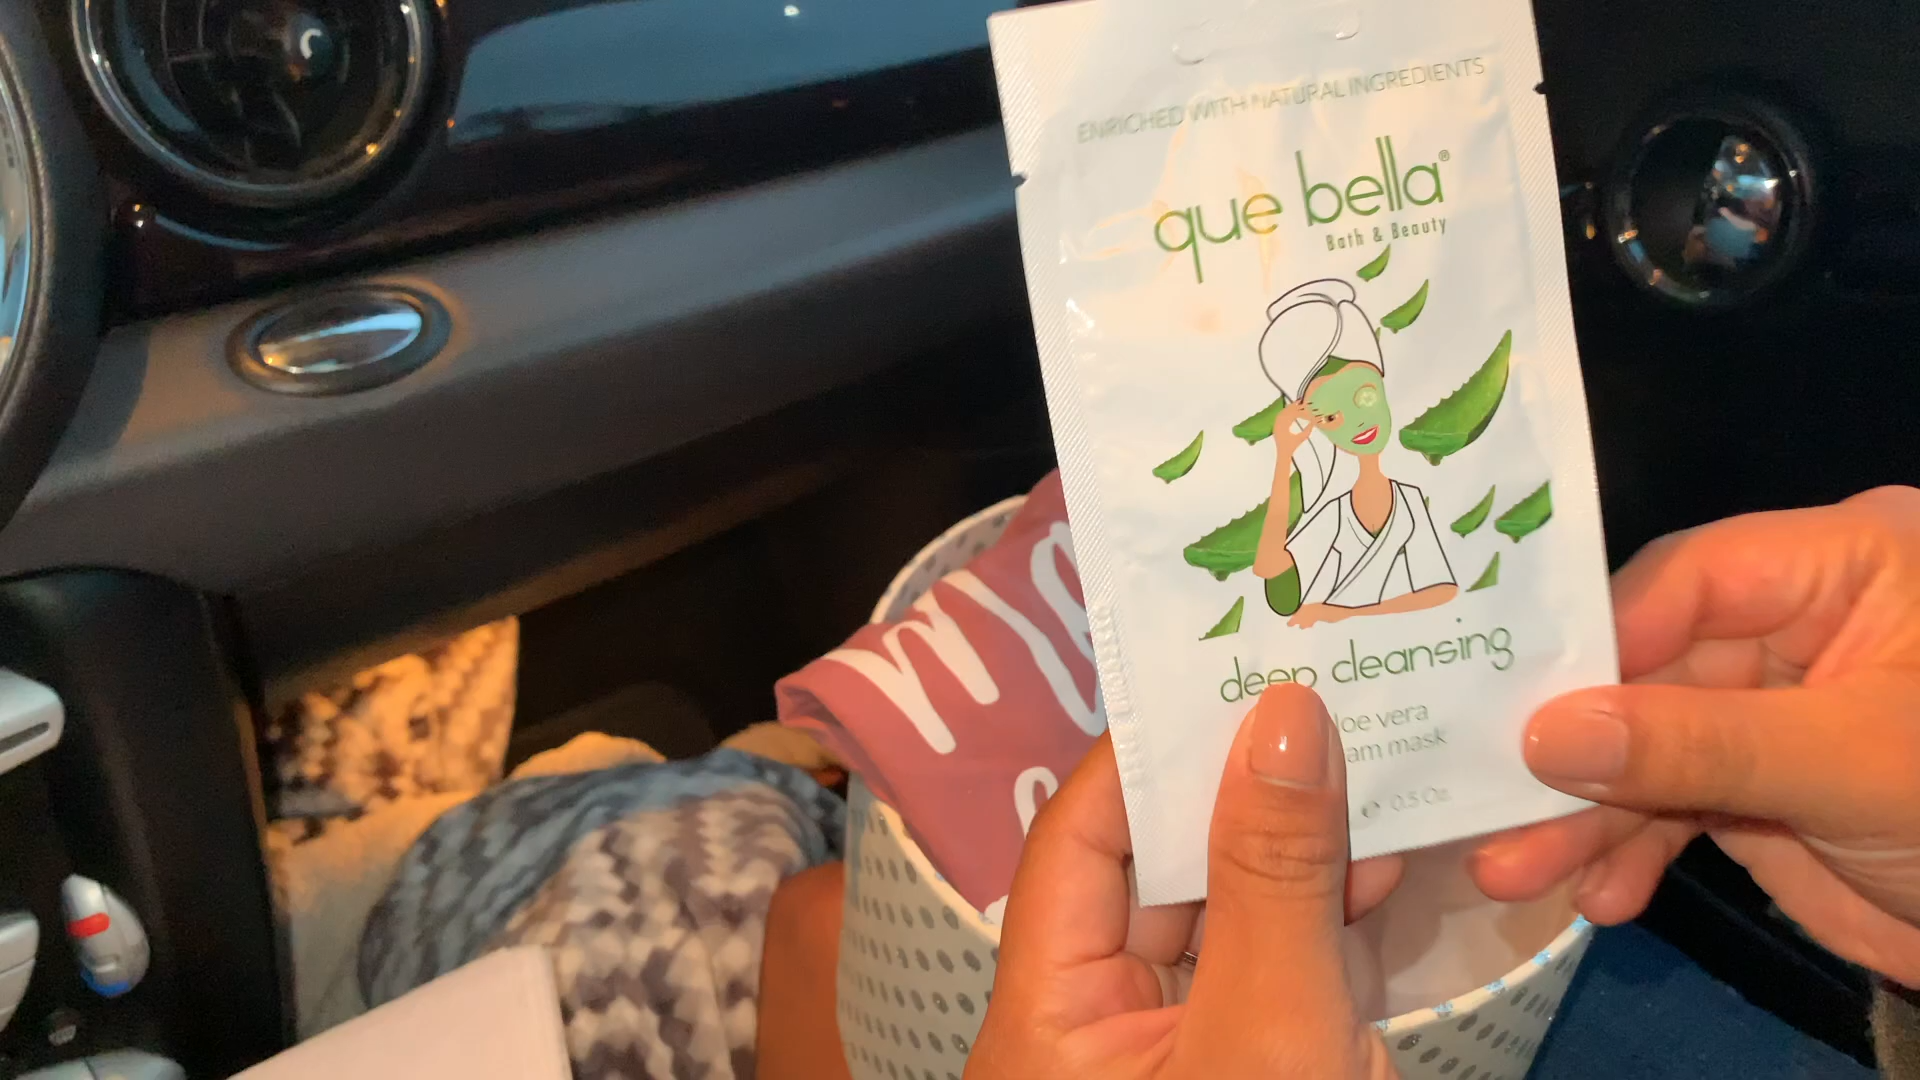 ENRICHED WITH NATURAL INGREDIENTS
que bella®
Bath & Beauty
deep cleansing
loe vera
am mask
℮ 0.5 Oz.